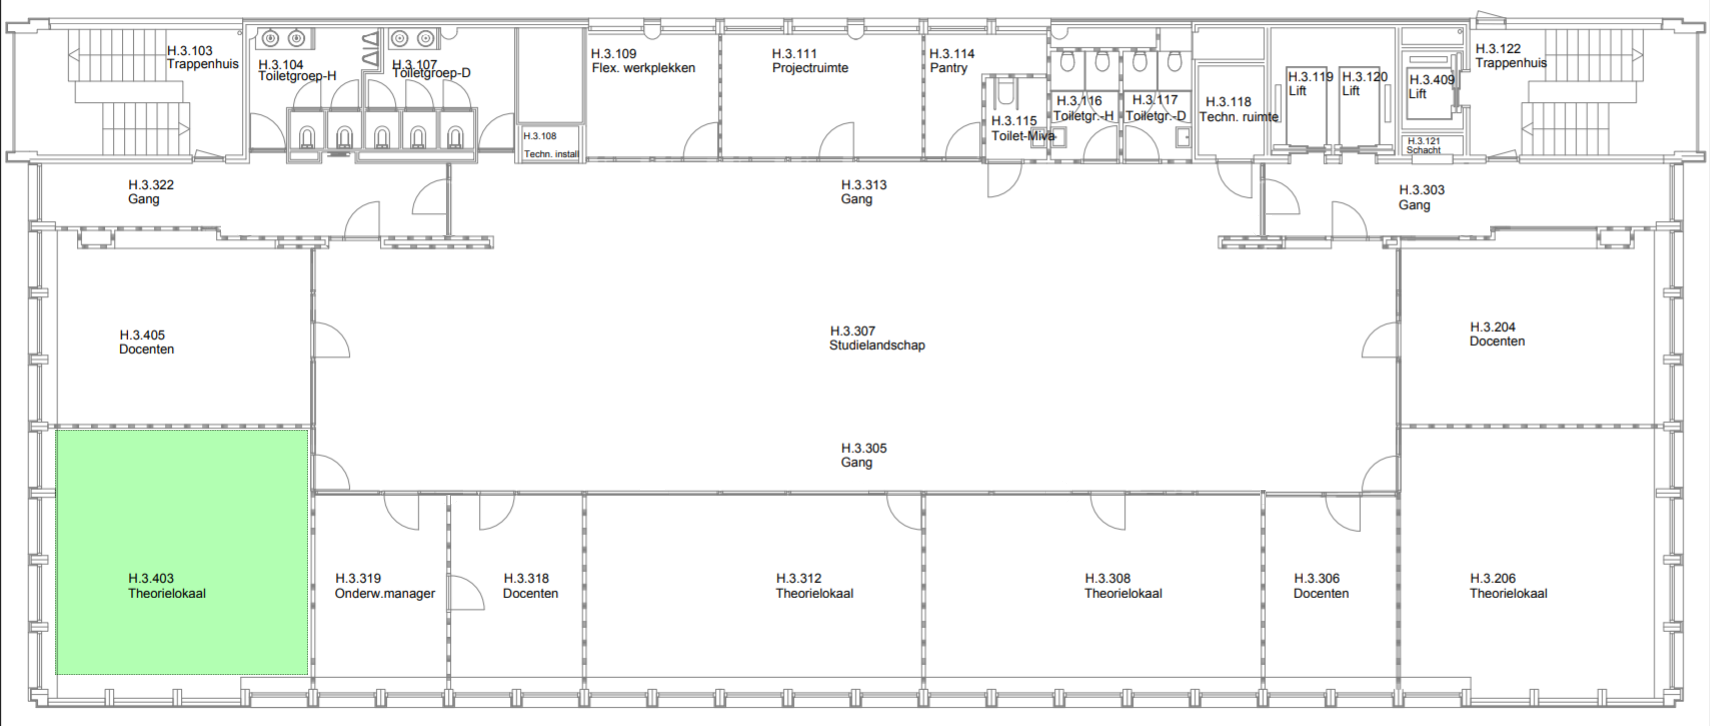 H.3.103
Trappenhuis
H.3.104
Toiletgroep-H
H.3.107
Toiletgroep-D
H.3.108
Techn. install
H.3.109
Flex. werkplekken
H.3.111
Projectruimte
H.3.114
Pantry
H.3.115
Toilet-Miva
H.3.116
Toiletgr.-H
H.3.117
Toiletgr.-D
H.3.118
Techn. ruimte
H.3.119
Lift
H.3.120
Lift
H.3.409
Lift
H.3.121
Schacht
H.3.122
Trappenhuis
H.3.322
Gang
H.3.313
Gang
H.3.303
Gang
H.3.405
Docenten
H.3.307
Studielandschap
H.3.204
Docenten
H.3.305
Gang
H.3.403
Theorielokaal
H.3.319
Onderw.manager
H.3.318
Docenten
H.3.312
Theorielokaal
H.3.308
Theorielokaal
H.3.306
Docenten
H.3.206
Theorielokaal